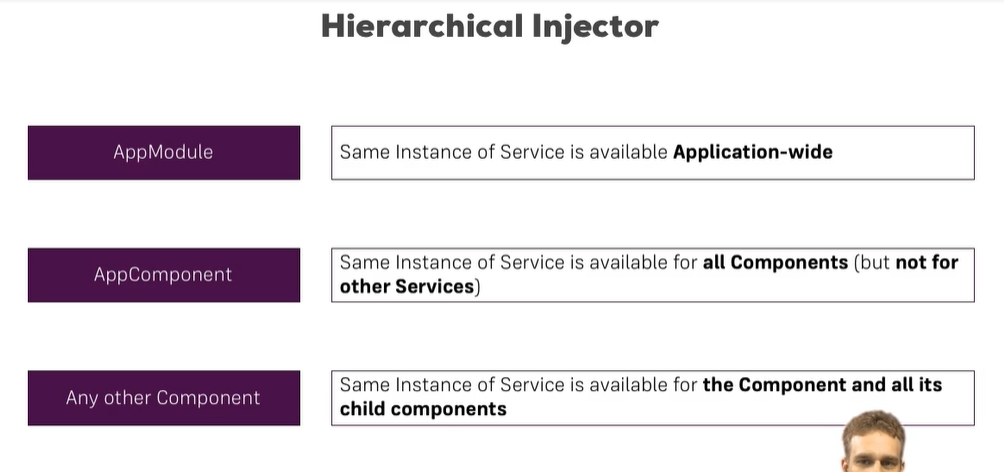 Hierarchical Injector
AppModule
Same Instance of Service is available Application-wide
AppComponent
Same Instance of Service is available for all Components (but not for
other Services)
Any other Component
Same Instance of Service is available for the Component and all its
child components